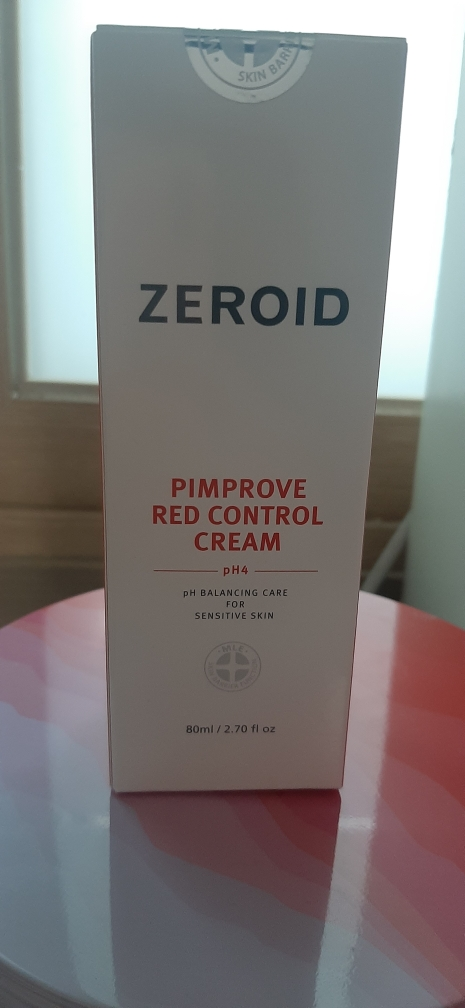 SKIN BARR
ZEROID
PIMPROVE
RED CONTROL
CREAM
pH4
pH BALANCING CARE
FOR
SENSITIVE SKIN
MLE
80ml / 2.70 fl oz